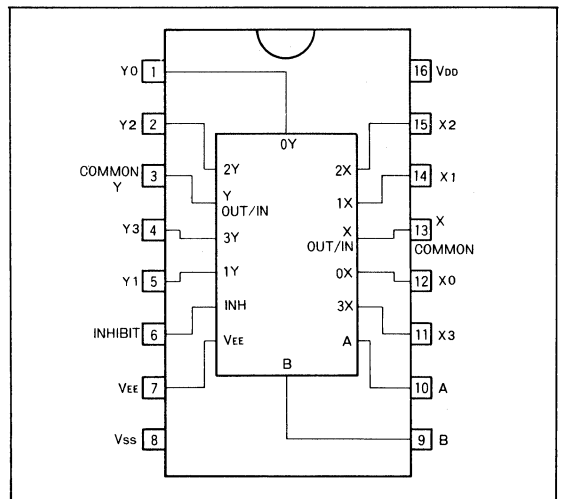 Y0 1
Y2 2
COMMON
Y 3
Y3 4
Y1 5
INHIBIT 6
VEE 7
VSS 8
0Y
2Y
Y
OUT/IN
3Y
1Y
INH
VEE
B
2X
1X
X
OUT/IN
0X
3X
A
16 VDD
15 X2
14 X1
13 X
COMMON
12 X0
11 X3
10 A
9 B